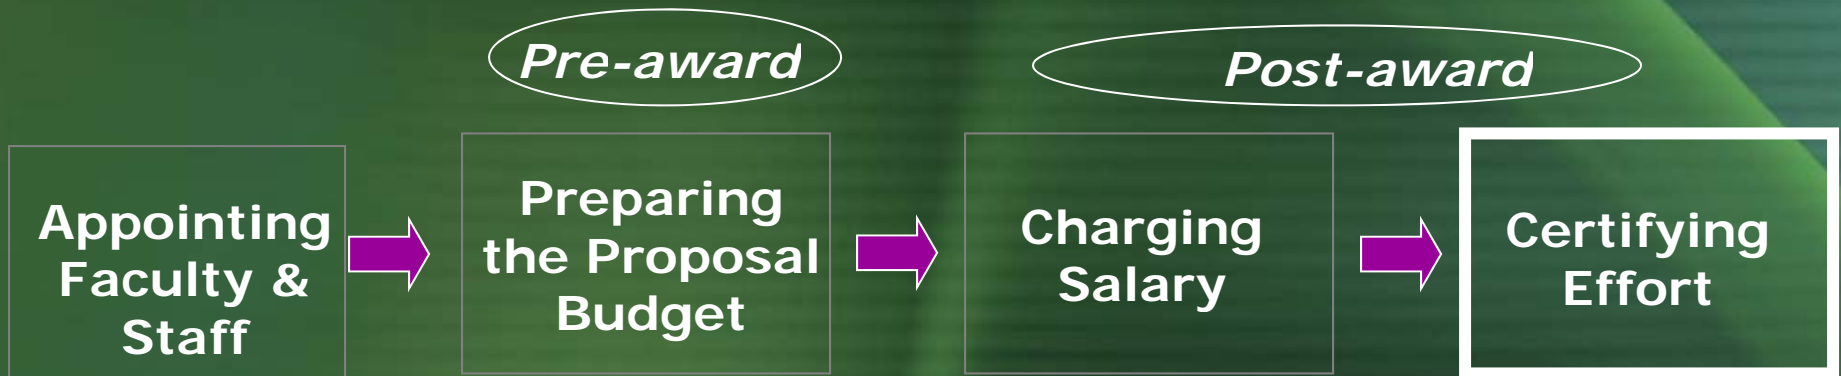 Pre-award
Post-award
Appointing
Faculty &
Staff
Preparing
the Proposal
Budget
Charging
Salary
Certifying
Effort